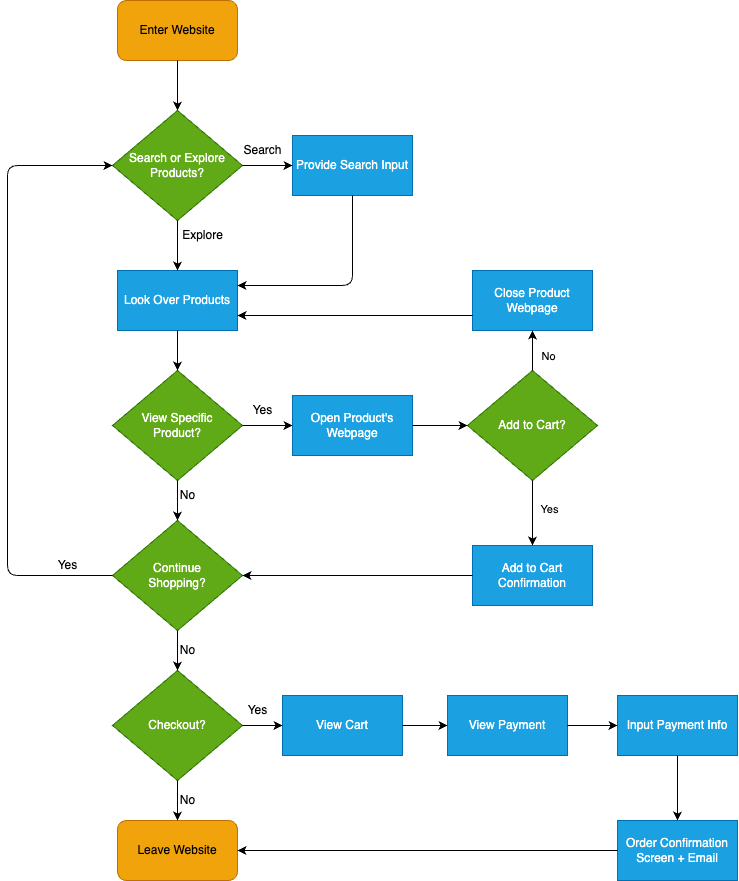 Enter Website
Search or Explore
Products?
Search
Provide Search Input
Explore
Look Over Products
Close Product
Webpage
No
View Specific
Product?
Yes
Open Product's
Webpage
Add to Cart?
No
Yes
Continue
Shopping?
Yes
Add to Cart
Confirmation
No
Checkout?
Yes
View Cart
View Payment
Input Payment Info
No
Leave Website
Order Confirmation
Screen + Email